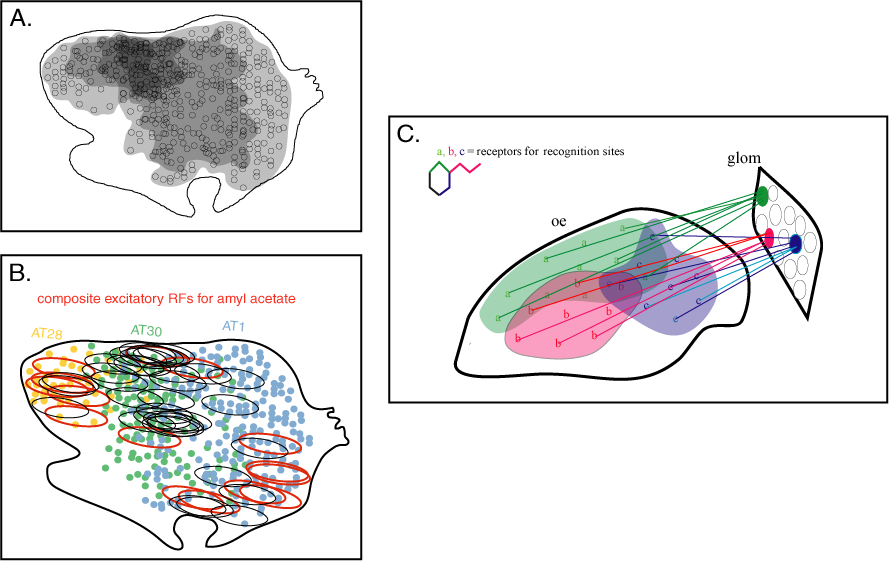 A.
B.
composite excitatory RFs for amyl acetate
AT28
AT30
AT1
C.
a, b, c = receptors for recognition sites
glom
oe
a
c
a
a
c
c
a
a
b
c
b
c
a
a
a
c
b
b
b
c
b
b
b
c